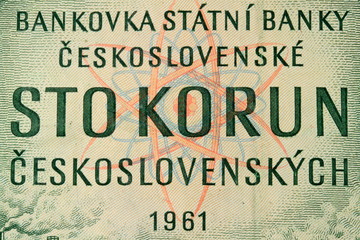 BANKOVKA STÁTNÍ BANKY
ČESKOSLOVENSKÉ
STO KORUN
ČESKOSLOVENSKÝCH
1961